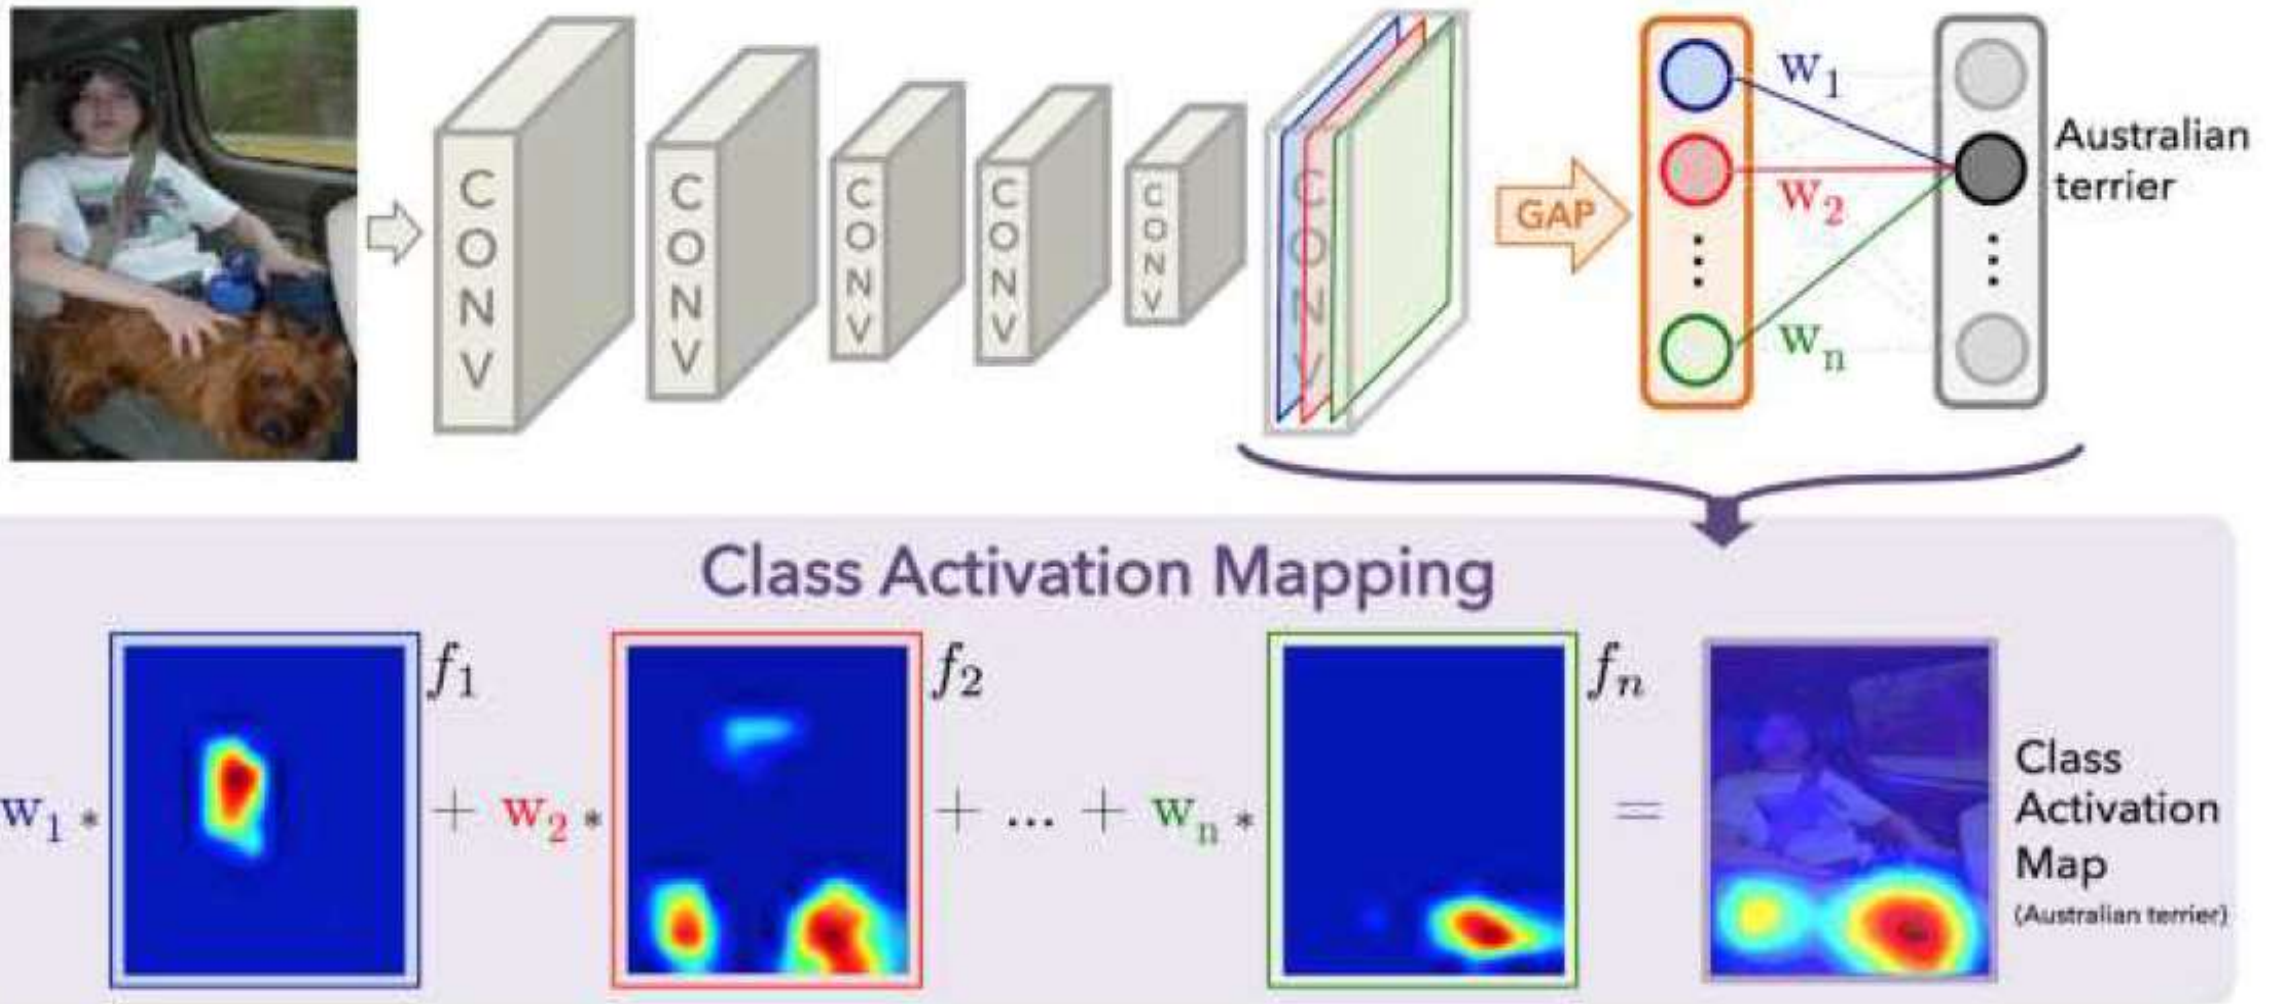 CONV
CONV
CONV
CONV
CONV
CONV
GAP
w1
w2
wn
Australian
terrier
Class Activation Mapping
w1 * f1 + w2 * f2 + ... + wn * fn =
Class
Activation
Map
(Australian terrier)